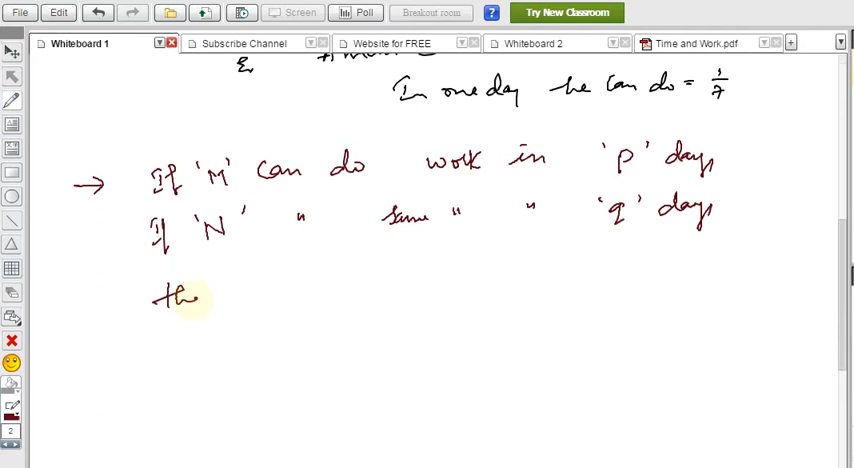 File Edit Screen Poll Breakout room ? Try New Classroom
Whiteboard 1 Subscribe Channel Website for FREE Whiteboard 2 Time and Work.pdf +
In one day he can do = 1/7
→ If 'M' can do work in 'P' days
If 'N' " same " " 'q' days
the
2